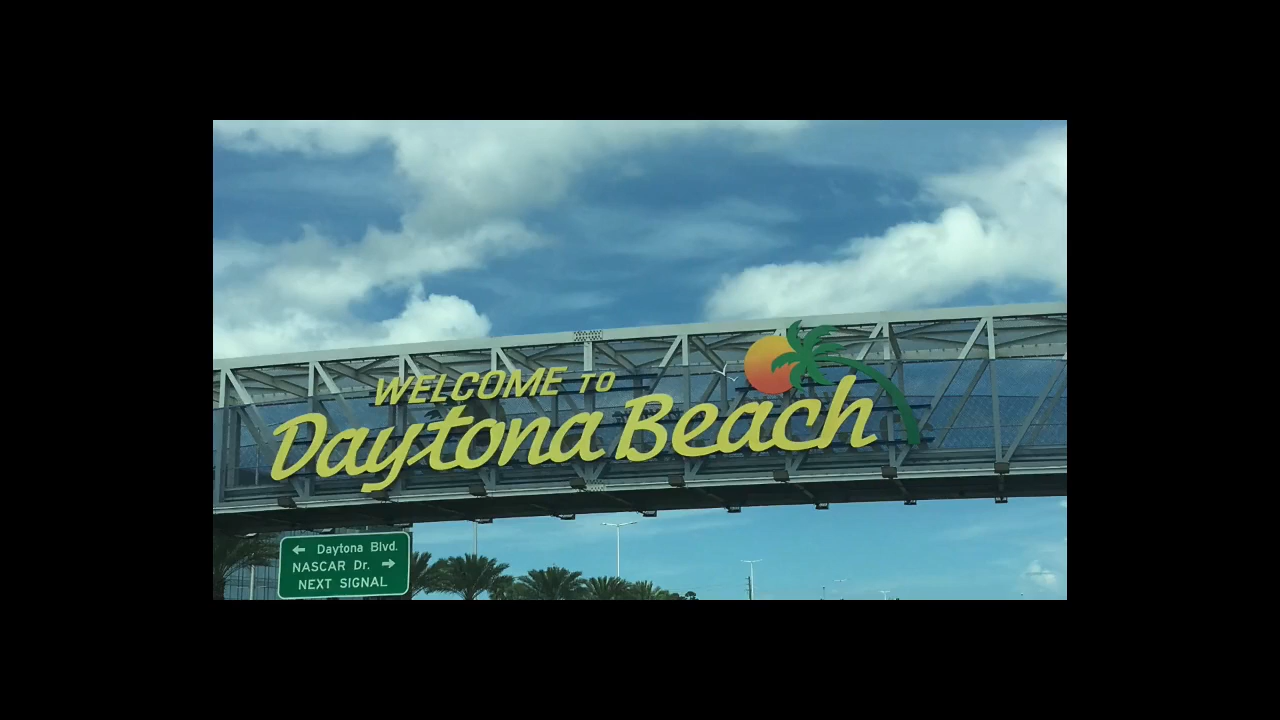 WELCOME TO
Daytona Beach
← Daytona Blvd.
NASCAR Dr. →
NEXT SIGNAL